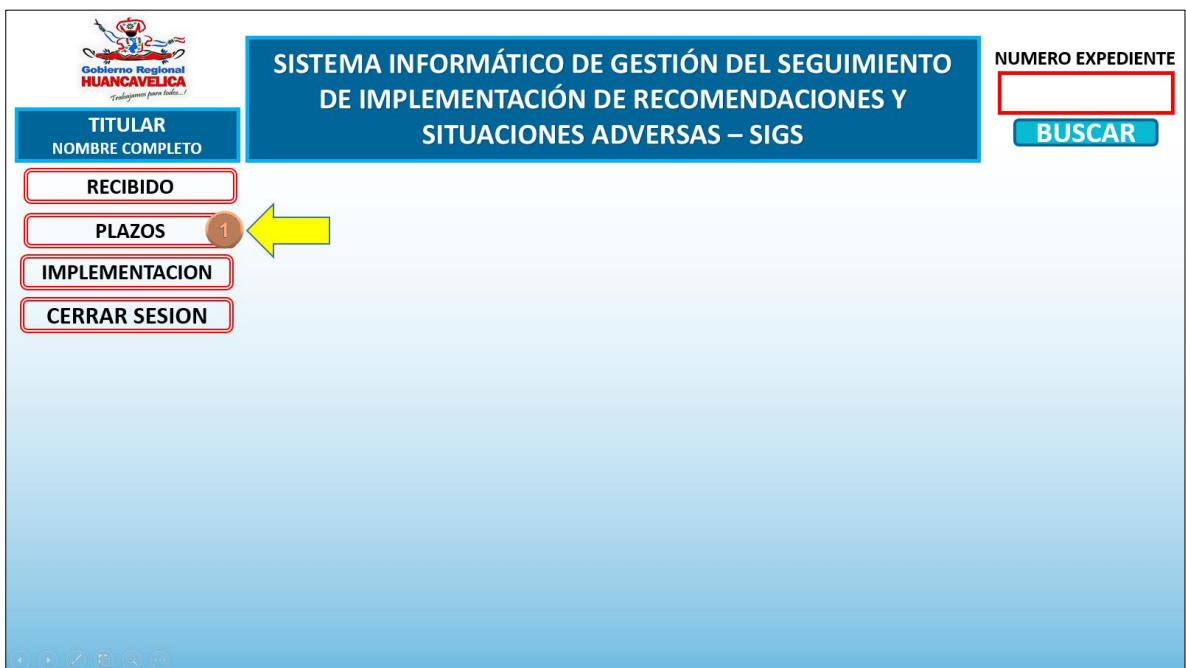 Gobierno Regional
HUANCAVELICA
Trabajamos para todos...!
TITULAR
NOMBRE COMPLETO
SISTEMA INFORMÁTICO DE GESTIÓN DEL SEGUIMIENTO
DE IMPLEMENTACIÓN DE RECOMENDACIONES Y
SITUACIONES ADVERSAS – SIGS
NUMERO EXPEDIENTE
BUSCAR
RECIBIDO
PLAZOS 1
IMPLEMENTACION
CERRAR SESION